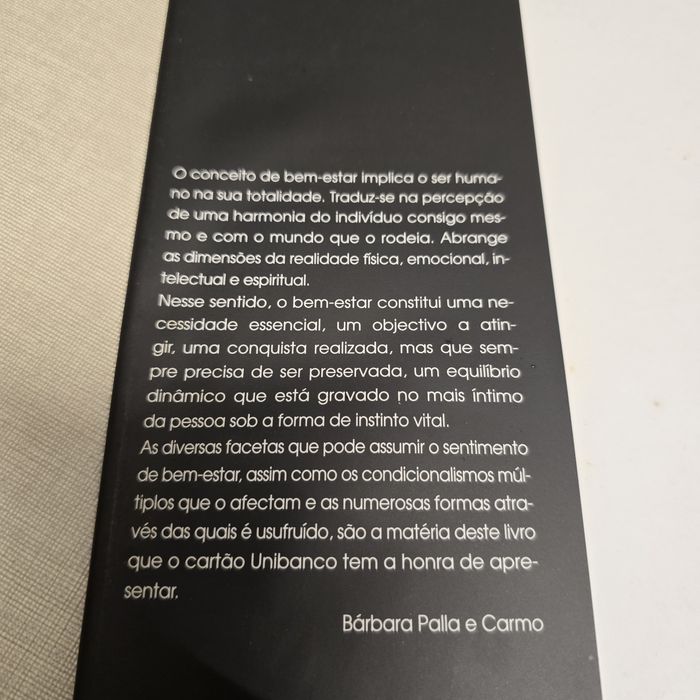 O conceito de bem-estar implica o ser huma-
no na sua totalidade. Traduz-se na percepção
de uma harmonia do indivíduo consigo mes-
mo e com o mundo que o rodeia. Abrange
as dimensões da realidade física, emocional, in-
telectual e espiritual.
Nesse sentido, o bem-estar constitui uma ne-
cessidade essencial, um objectivo a atin-
gir, uma conquista realizada, mas que sem-
pre precisa de ser preservada, um equilíbrio
dinâmico que está gravado no mais íntimo
da pessoa sob a forma de instinto vital.
As diversas facetas que pode assumir o sentimento
de bem-estar, assim como os condicionalismos múl-
tiplos que o afectam e as numerosas formas atra-
vés das quais é usufruído, são a matéria deste livro
que o cartão Unibanco tem a honra de apre-
sentar.
Bárbara Palla e Carmo